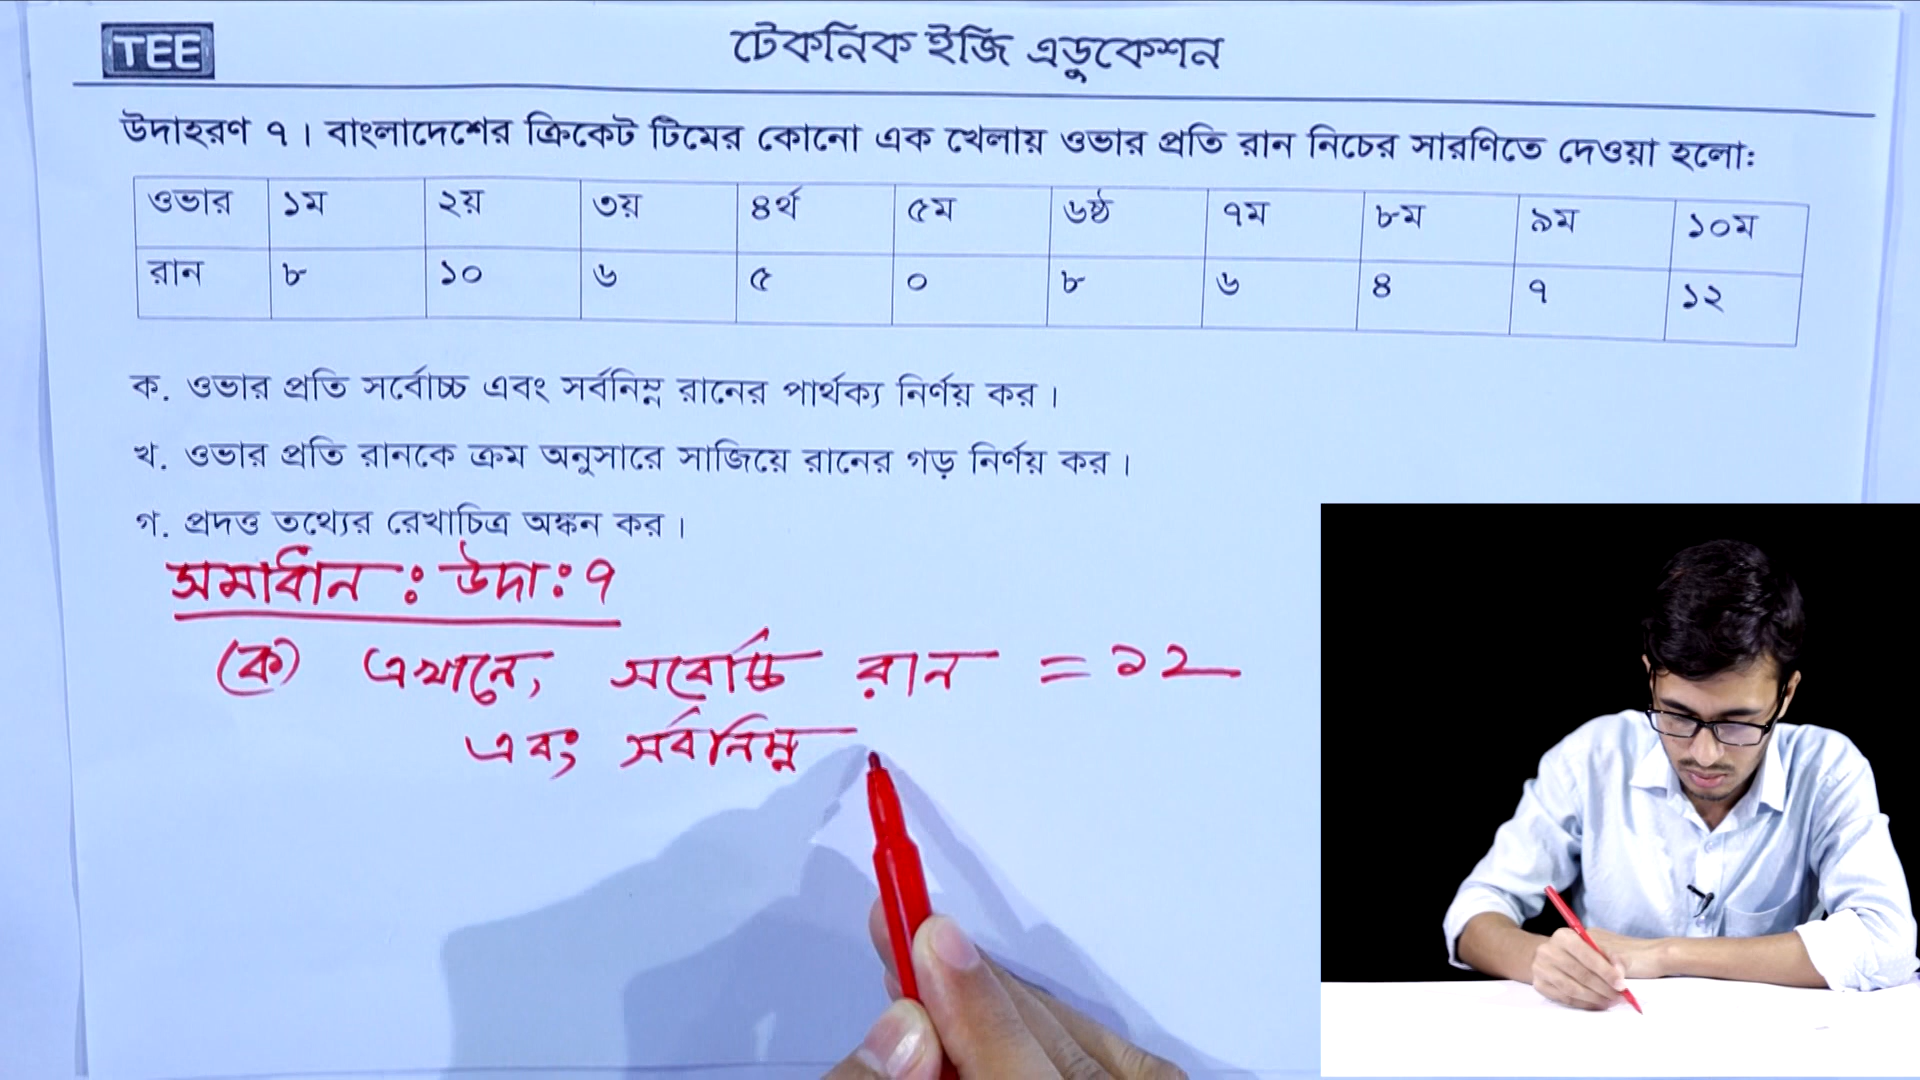 TEE
টেকনিক ইজি এডুকেশন
উদাহরণ ৭। বাংলাদেশের ক্রিকেট টিমের কোনো এক খেলায় ওভার প্রতি রান নিচের সারণিতে দেওয়া হলো:
ওভার ১ম ২য় ৩য় ৪র্থ ৫ম ৬ষ্ঠ ৭ম ৮ম ৯ম ১০ম
রান ৮ ১০ ৬ ৫ ০ ৮ ৬ ৪ ৭ ১২
ক. ওভার প্রতি সর্বোচ্চ এবং সর্বনিম্ন রানের পার্থক্য নির্ণয় কর।
খ. ওভার প্রতি রানকে ক্রম অনুসারে সাজিয়ে রানের গড় নির্ণয় কর।
গ. প্রদত্ত তথ্যের রেখাচিত্র অঙ্কন কর।
সমাধান : উদা : ৭
(ক) এখানে, সর্বোচ্চ রান = ১২
এবং সর্বনিম্ন